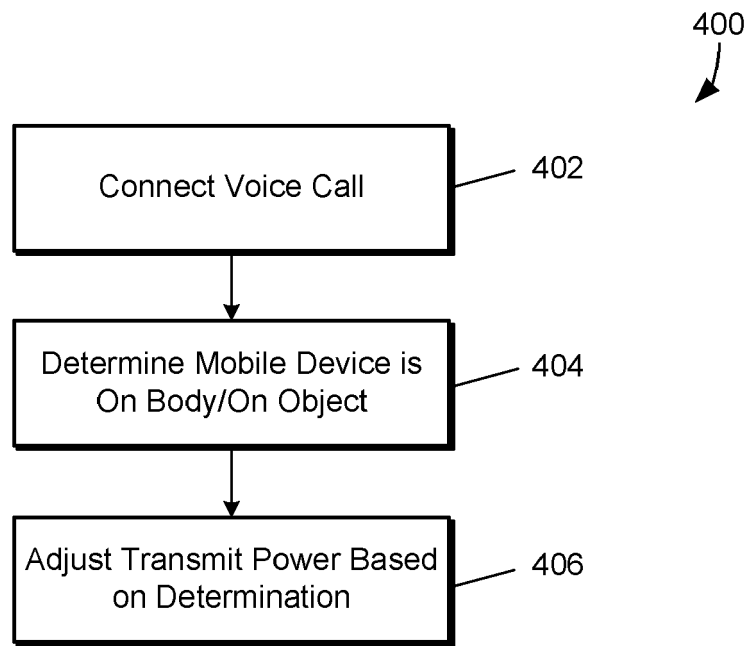 400
Connect Voice Call
402
Determine Mobile Device is
On Body/On Object
404
Adjust Transmit Power Based
on Determination
406